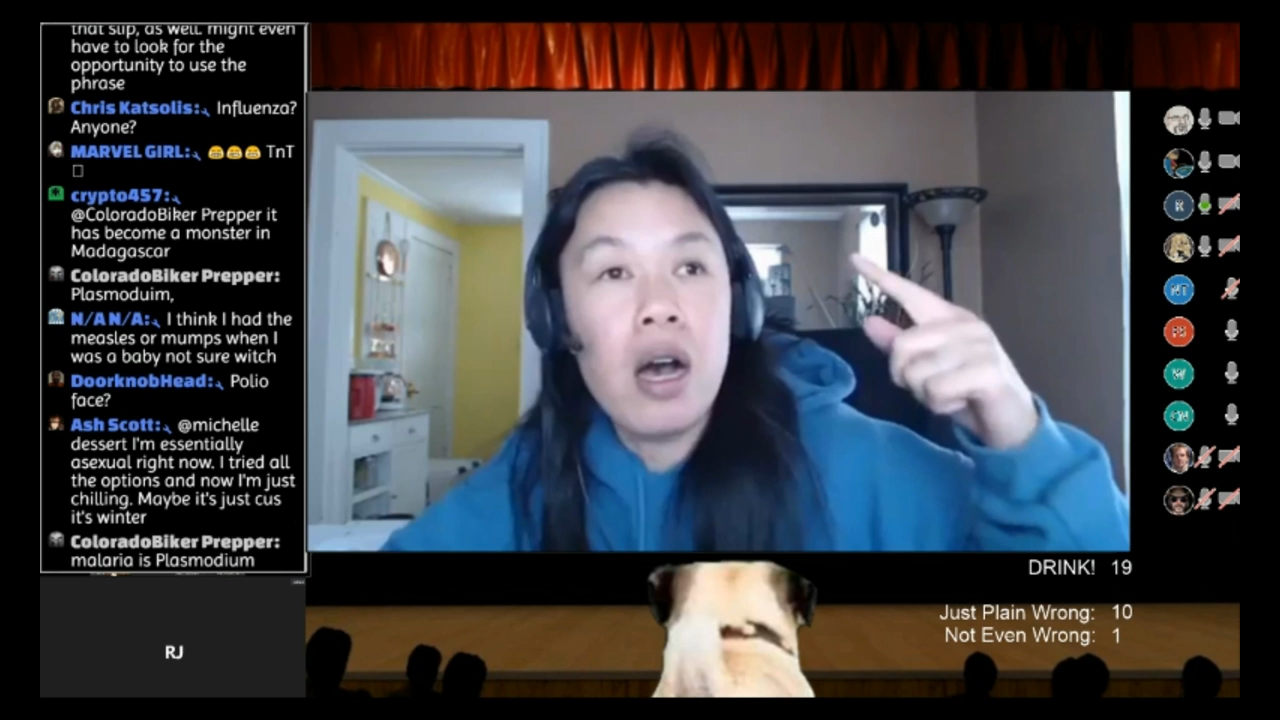 that slip, as well. might even
have to look for the
opportunity to use the
phrase
Chris Katsolis: Influenza?
Anyone?
MARVEL GIRL: 😁😁😁 TnT
crypto457:
@ColoradoBiker Prepper it
has become a monster in
Madagascar
ColoradoBiker Prepper:
Plasmoduim,
N/A N/A: I think I had the
measles or mumps when I
was a baby not sure witch
DoorknobHead: Polio
face?
Ash Scott: @michelle
dessert I'm essentially
asexual right now. I tried all
the options and now I'm just
chilling. Maybe it's just cus
it's winter
ColoradoBiker Prepper:
malaria is Plasmodium
RJ
R
DRINK! 19
Just Plain Wrong: 10
Not Even Wrong: 1